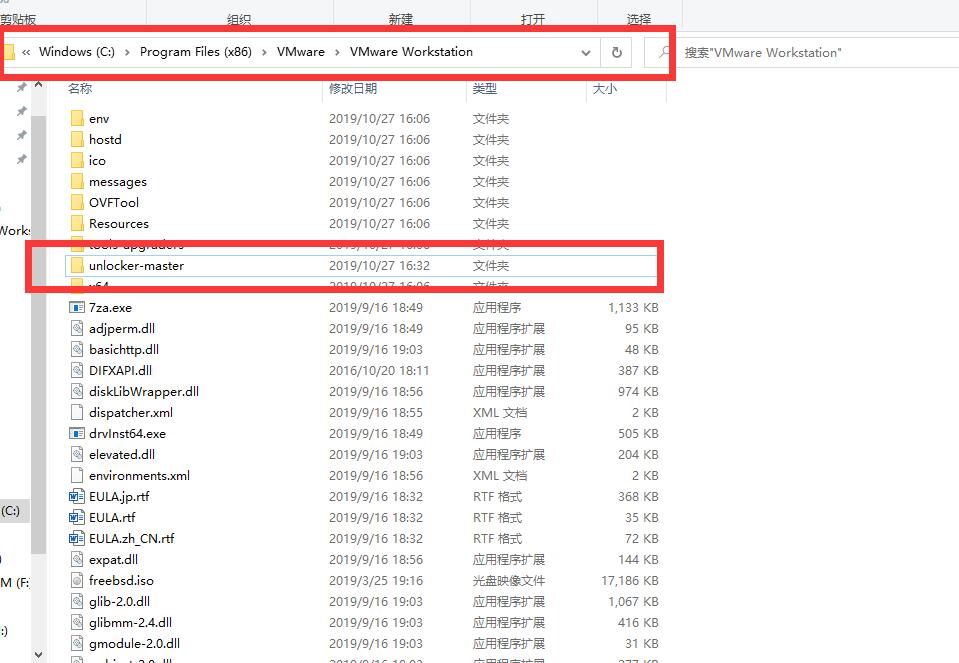 剪贴板 组织 新建 打开 选择
« Windows (C:) › Program Files (x86) › VMware › VMware Workstation 搜索"VMware Workstation"
名称 修改日期 类型 大小
env 2019/10/27 16:06 文件夹
hostd 2019/10/27 16:06 文件夹
ico 2019/10/27 16:06 文件夹
messages 2019/10/27 16:06 文件夹
OVFTool 2019/10/27 16:06 文件夹
Resources 2019/10/27 16:06 文件夹
tools-upgraders 2019/10/27 16:06 文件夹
unlocker-master 2019/10/27 16:32 文件夹
x64 2019/10/27 16:06 文件夹
7za.exe 2019/9/16 18:49 应用程序 1,133 KB
adjperm.dll 2019/9/16 18:49 应用程序扩展 95 KB
basichttp.dll 2019/9/16 19:03 应用程序扩展 48 KB
DIFXAPI.dll 2016/10/20 18:11 应用程序扩展 387 KB
diskLibWrapper.dll 2019/9/16 18:56 应用程序扩展 974 KB
dispatcher.xml 2019/9/16 18:55 XML 文档 2 KB
drvInst64.exe 2019/9/16 18:49 应用程序 505 KB
elevated.dll 2019/9/16 19:03 应用程序扩展 204 KB
environments.xml 2019/9/16 18:56 XML 文档 2 KB
EULA.jp.rtf 2019/9/16 18:32 RTF 格式 368 KB
(C:)
EULA.rtf 2019/9/16 18:32 RTF 格式 35 KB
EULA.zh_CN.rtf 2019/9/16 18:32 RTF 格式 72 KB
expat.dll 2019/9/16 18:56 应用程序扩展 144 KB
freebsd.iso 2019/3/25 19:16 光盘映像文件 17,186 KB
M (F:)
glib-2.0.dll 2019/9/16 19:03 应用程序扩展 1,067 KB
glibmm-2.4.dll 2019/9/16 19:03 应用程序扩展 416 KB
gmodule-2.0.dll 2019/9/16 19:03 应用程序扩展 31 KB